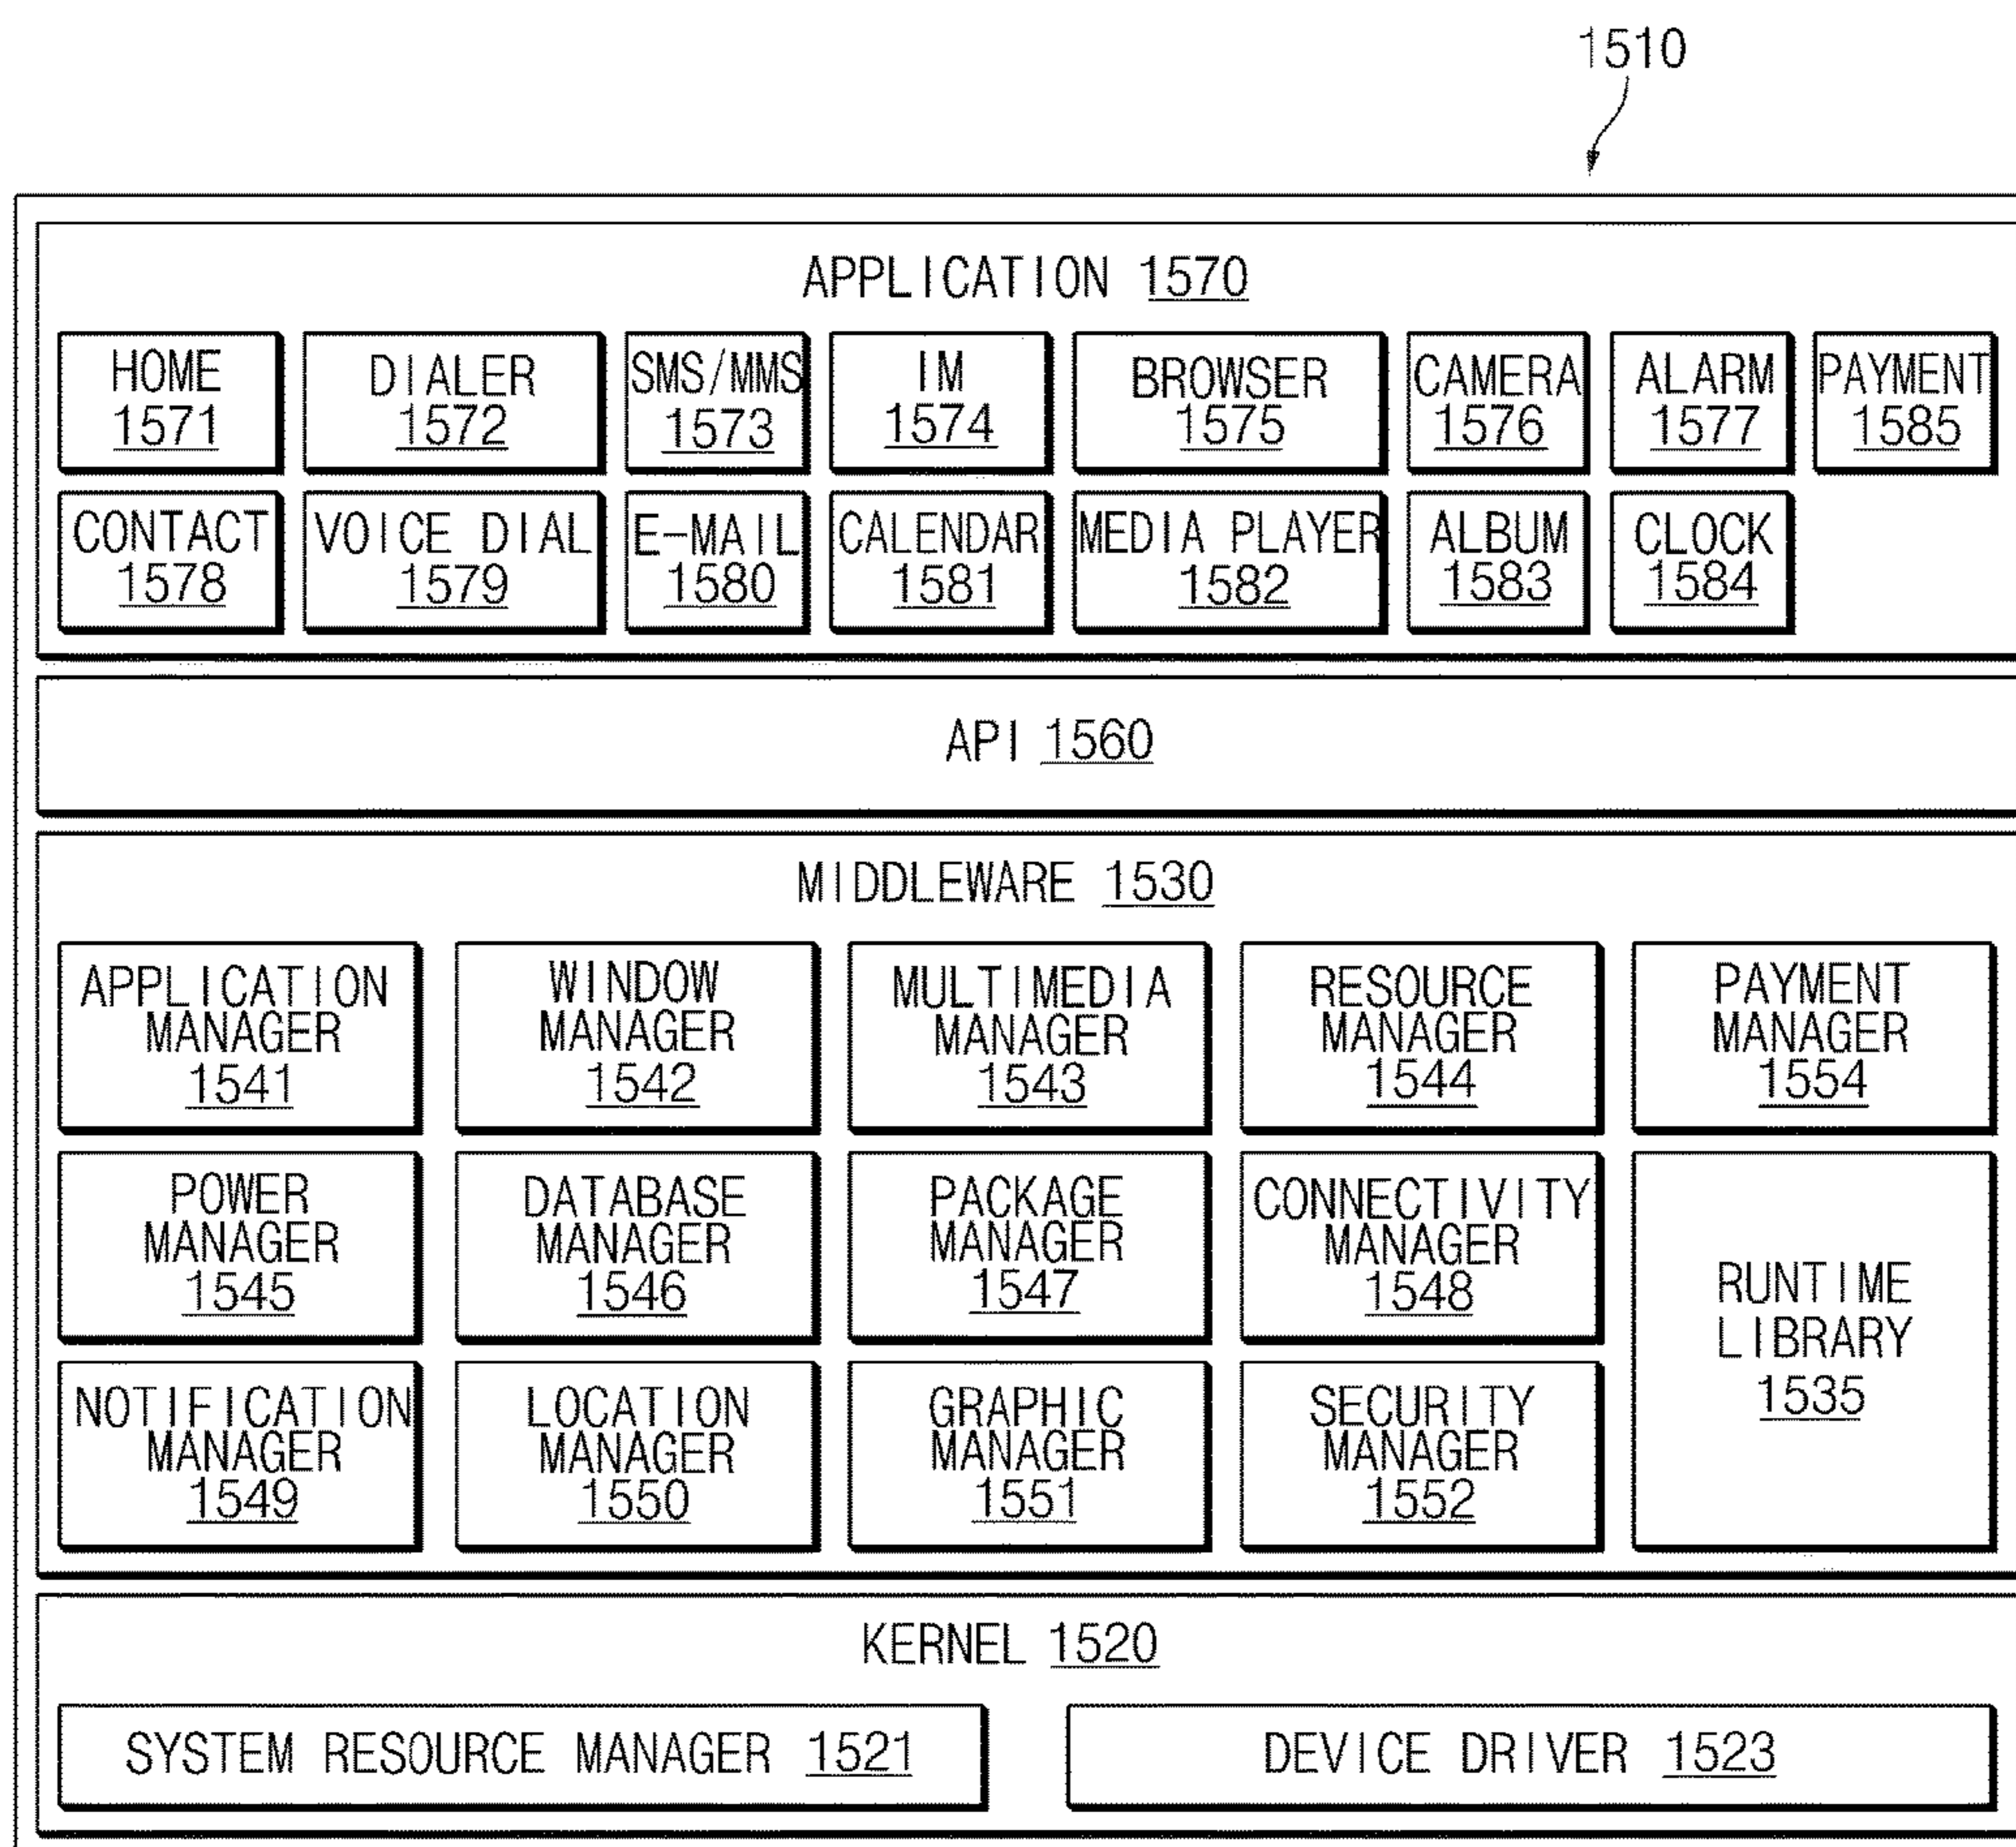 1510
APPLICATION 1570
HOME
1571
DIALER
1572
SMS/MMS
1573
IM
1574
BROWSER
1575
CAMERA
1576
ALARM
1577
PAYMENT
1585
CONTACT
1578
VOICE DIAL
1579
E-MAIL
1580
CALENDAR
1581
MEDIA PLAYER
1582
ALBUM
1583
CLOCK
1584
API 1560
MIDDLEWARE 1530
APPLICATION
MANAGER
1541
WINDOW
MANAGER
1542
MULTIMEDIA
MANAGER
1543
RESOURCE
MANAGER
1544
PAYMENT
MANAGER
1554
POWER
MANAGER
1545
DATABASE
MANAGER
1546
PACKAGE
MANAGER
1547
CONNECTIVITY
MANAGER
1548
RUNTIME
LIBRARY
1535
NOTIFICATION
MANAGER
1549
LOCATION
MANAGER
1550
GRAPHIC
MANAGER
1551
SECURITY
MANAGER
1552
KERNEL 1520
SYSTEM RESOURCE MANAGER 1521
DEVICE DRIVER 1523